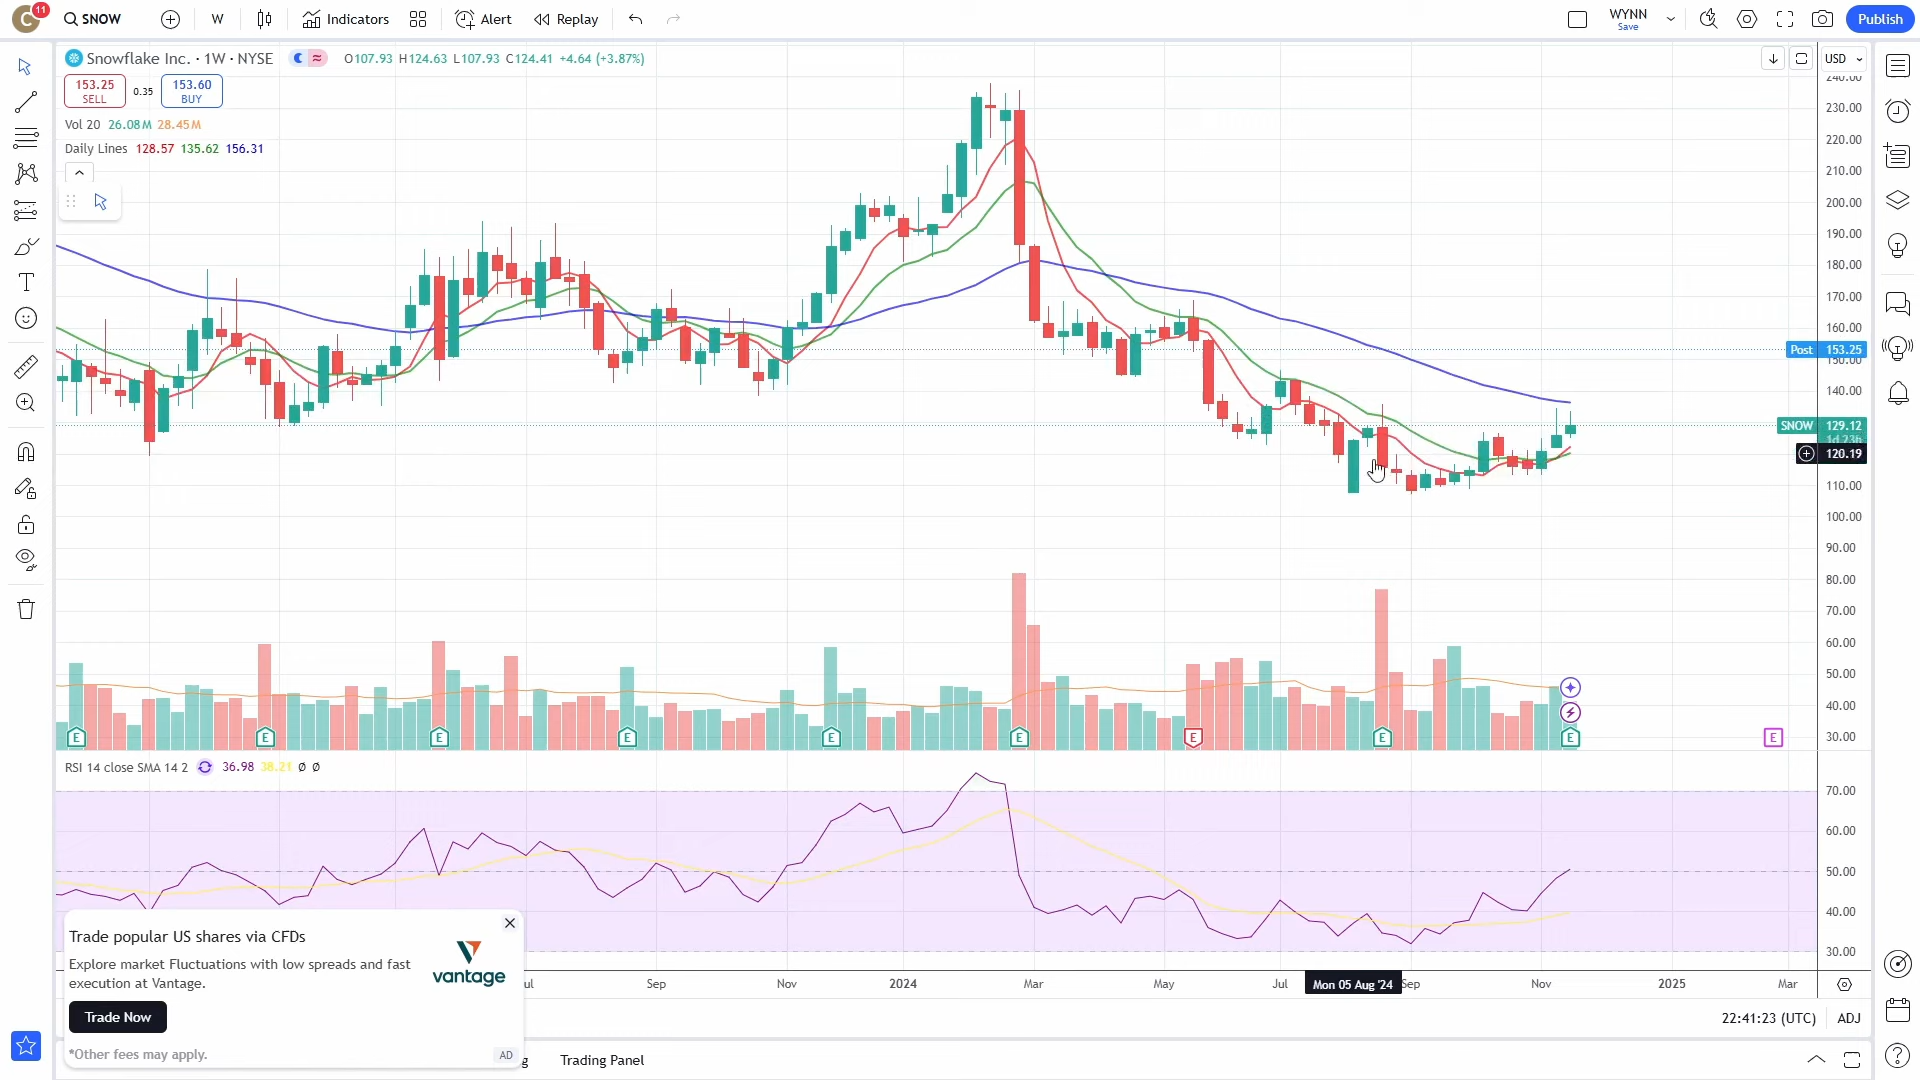 C 11 SNOW W Indicators Alert Replay WYNN Save Publish
Snowflake Inc. · 1W · NYSE O107.93 H124.63 L107.93 C124.41 +4.64 (+3.87%) USD
153.25 SELL 0.35 153.60 BUY
Vol 20 26.08M 28.45M
Daily Lines 128.57 135.62 156.31
240.00
230.00
220.00
210.00
200.00
190.00
180.00
170.00
160.00
Post 153.25
150.00
140.00
SNOW 129.12
1d 23h
120.19
110.00
100.00
90.00
80.00
70.00
60.00
50.00
40.00
30.00
E E E E E E E E E E
RSI 14 close SMA 14 2 36.98 38.21 Ø Ø
70.00
60.00
50.00
40.00
30.00
Trade popular US shares via CFDs
Explore market Fluctuations with low spreads and fast
execution at Vantage.
vantage
Trade Now
*Other fees may apply.
AD
ul Sep Nov 2024 Mar May Jul Mon 05 Aug '24 Sep Nov 2025 Mar
22:41:23 (UTC) ADJ
g Trading Panel